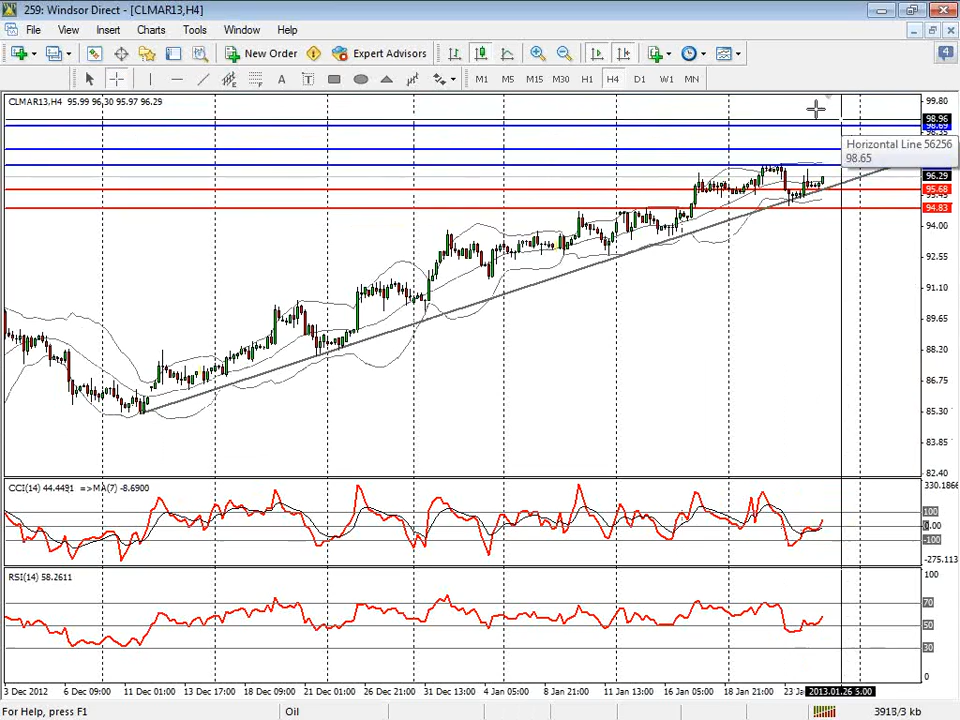 259: Windsor Direct - [CLMAR13,H4]
File View Insert Charts Tools Window Help
New Order Expert Advisors 4
A T M1 M5 M15 M30 H1 H4 D1 W1 MN
CLMAR13,H4 95.99 96.30 95.97 96.29
99.80
98.96
Horizontal Line 56256
98.65
96.29
95.68
94.83
94.00
92.55
91.10
89.65
88.20
86.75
85.30
83.85
82.40
CCI(14) 44.4491 =>MA(7) -8.6900
330.1866
100
0.00
-100
-275.113
RSI(14) 58.2611
100
70
50
30
0
3 Dec 2012 6 Dec 09:00 11 Dec 01:00 13 Dec 17:00 18 Dec 09:00 21 Dec 01:00 26 Dec 21:00 31 Dec 13:00 4 Jan 05:00 8 Jan 21:00 11 Jan 13:00 16 Jan 05:00 18 Jan 21:00 23 Ja 2013.01.26 5:00
For Help, press F1 Oil 3918/3 kb